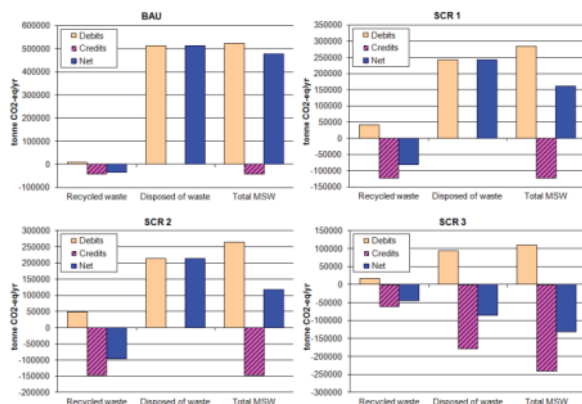 BAU
Debits
Credits
Net
tonne CO2-eq/yr
600000
500000
400000
300000
200000
100000
0
-100000
Recycled waste Disposed of waste Total MSW
SCR 1
Debits
Credits
Net
tonne CO2-eq/yr
350000
300000
250000
200000
150000
100000
50000
0
-50000
-100000
-150000
Recycled waste Disposed of waste Total MSW
SCR 2
Debits
Credits
Net
tonne CO2-eq/yr
300000
250000
200000
150000
100000
50000
0
-50000
-100000
-150000
-200000
Recycled waste Disposed of waste Total MSW
SCR 3
Debits
Credits
Net
tonne CO2-eq/yr
150000
100000
50000
0
-50000
-100000
-150000
-200000
-250000
-300000
Recycled waste Disposed of waste Total MSW